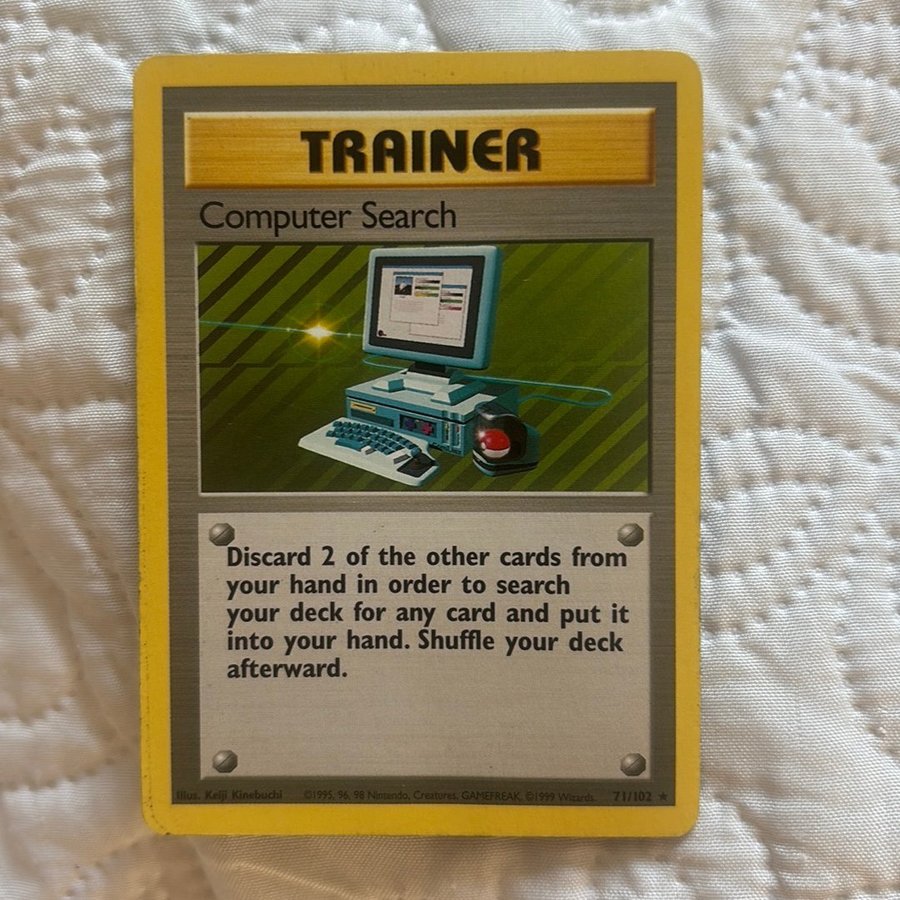 TRAINER
Computer Search
Discard 2 of the other cards from
your hand in order to search
your deck for any card and put it
into your hand. Shuffle your deck
afterward.
Illus. Keiji Kinebuchi ©1995, 96, 98 Nintendo, Creatures, GAMEFREAK. ©1999 Wizards. 71/102 ★